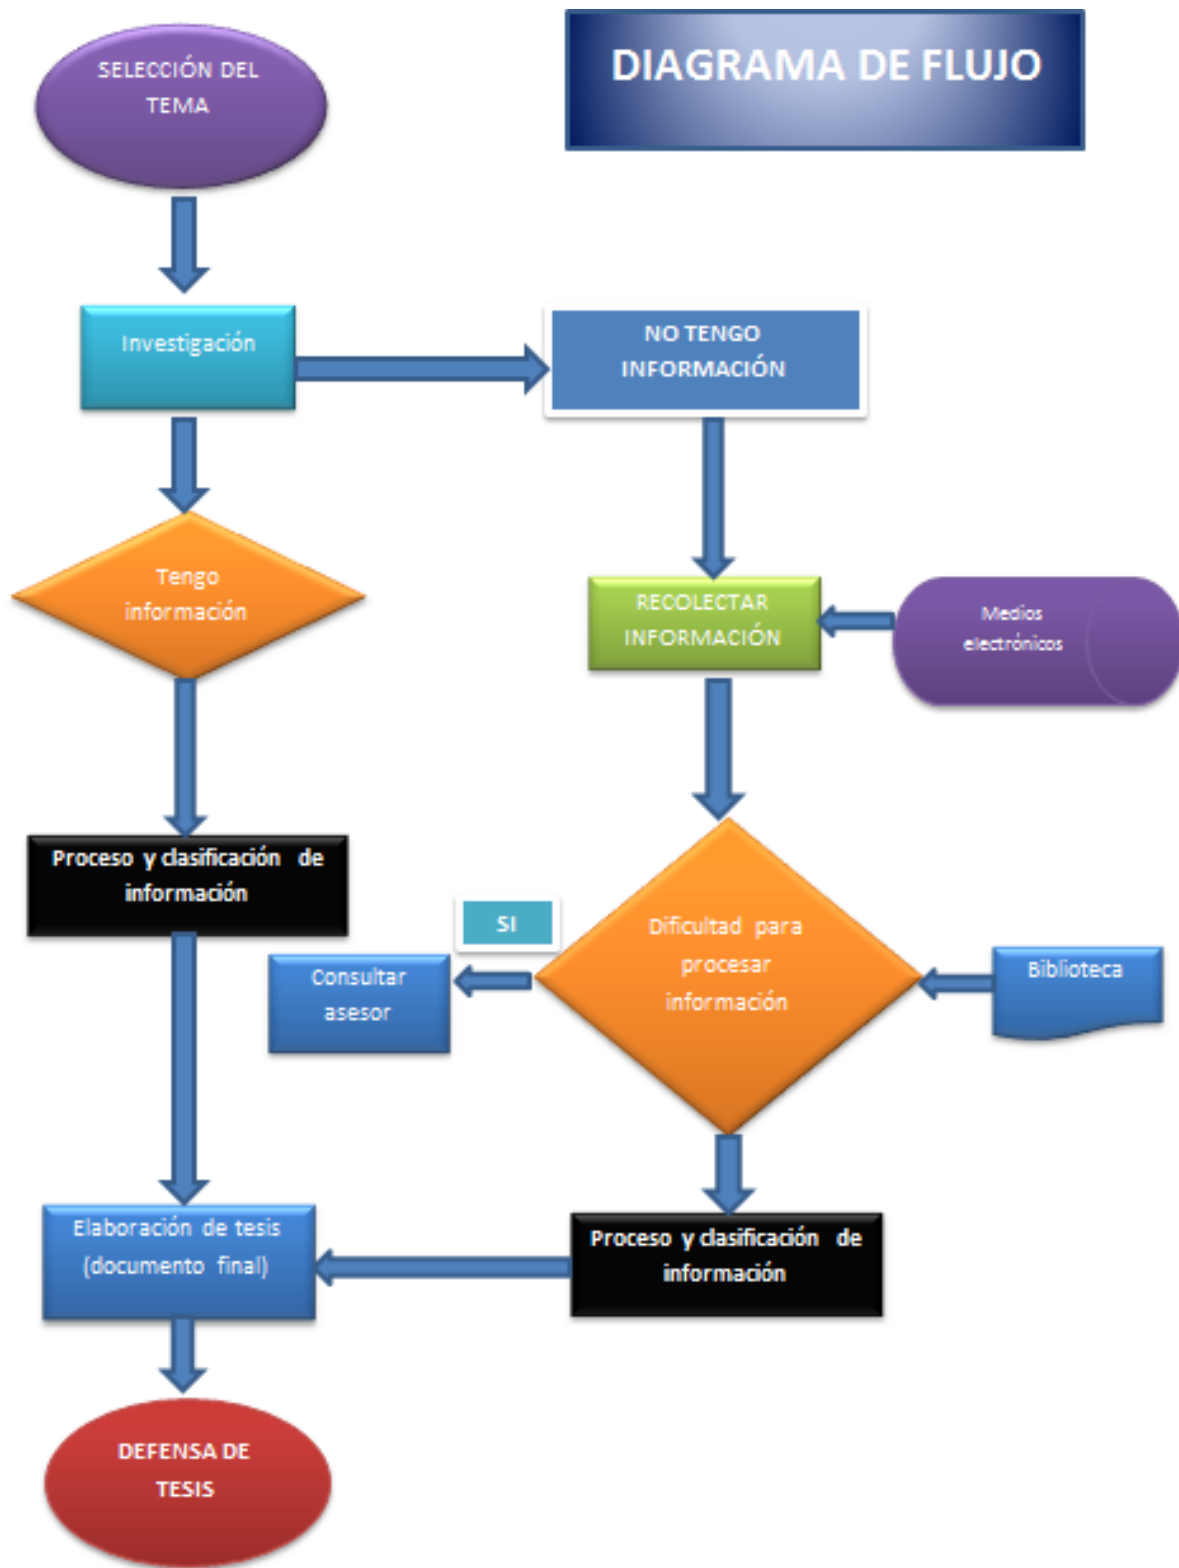 SELECCIÓN DEL
TEMA
DIAGRAMA DE FLUJO
Investigación
NO TENGO
INFORMACIÓN
Tengo
información
RECOLECTAR
INFORMACIÓN
Medios
electrónicos
Proceso y clasificación de
información
SI
Dificultad para
procesar
información
Consultar
asesor
Biblioteca
Elaboración de tesis
(documento final)
Proceso y clasificación de
información
DEFENSA DE
TESIS